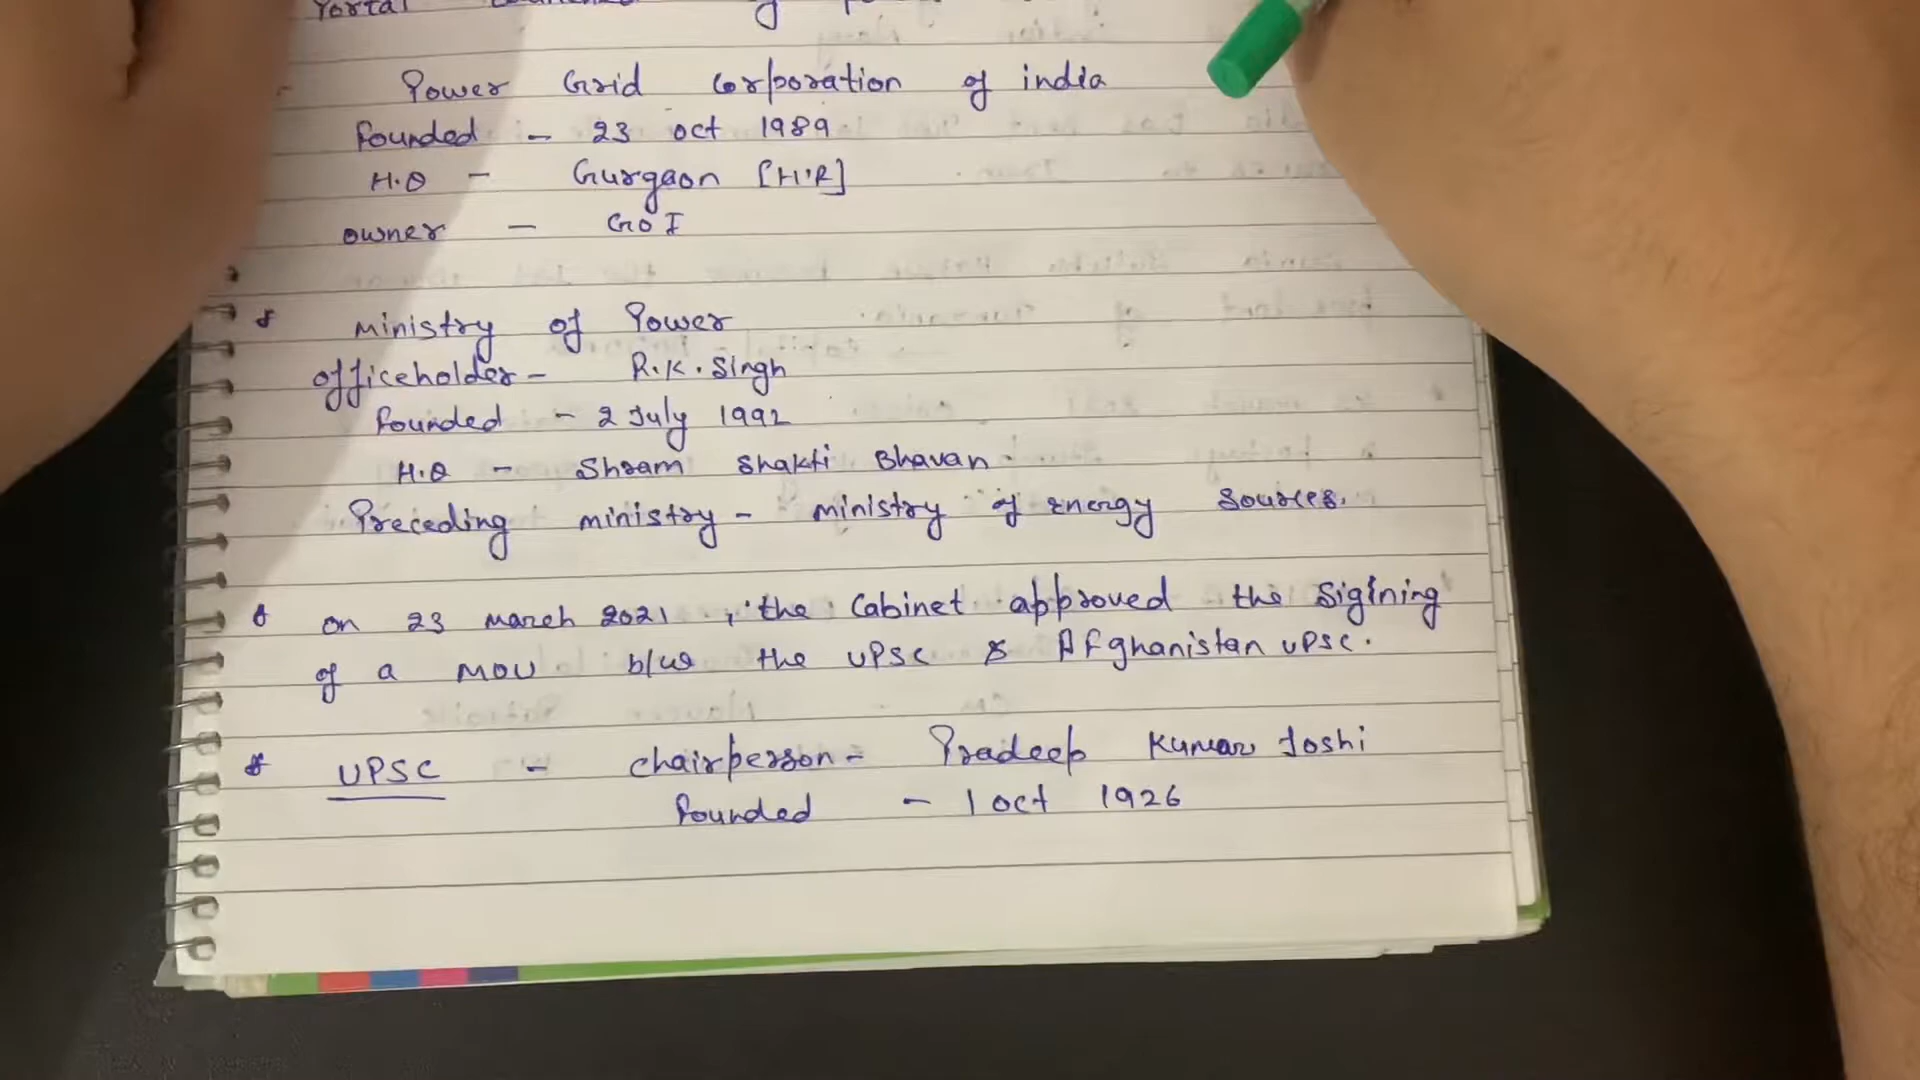 Portal
Power Grid Corporation of india
founded - 23 oct 1989
H.Q - Gurgaon [H'R]
owner - GOI
ministry of Power
officeholder - R.K. Singh
founded - 2 July 1992
H.Q - Shram Shakti Bhavan
Preceding ministry - ministry of Energy Sources.
on 23 march 2021, the Cabinet approved the Sigining
of a MOU b/w the UPSC & Afghanistan UPSC.
UPSC - chairperson - Pradeep Kumar Joshi
founded - 1 oct 1926